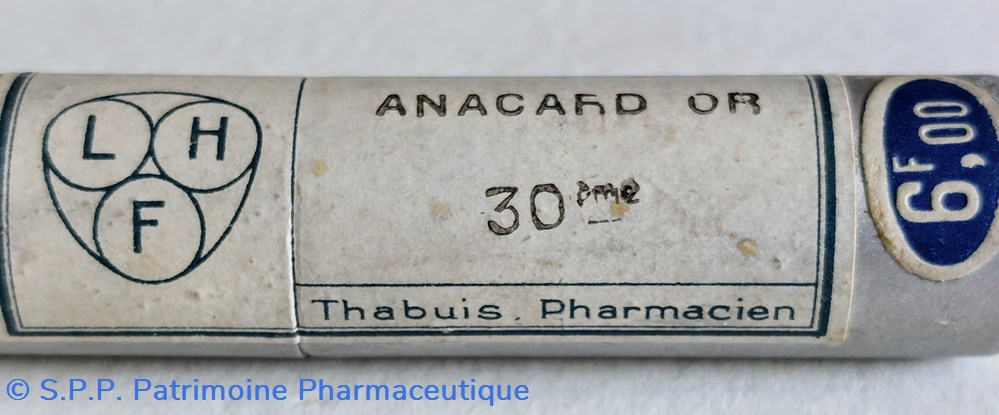 L H
F
ANACARD OR
30ème
Thabuis. Pharmacien
6F,00
© S.P.P. Patrimoine Pharmaceutique